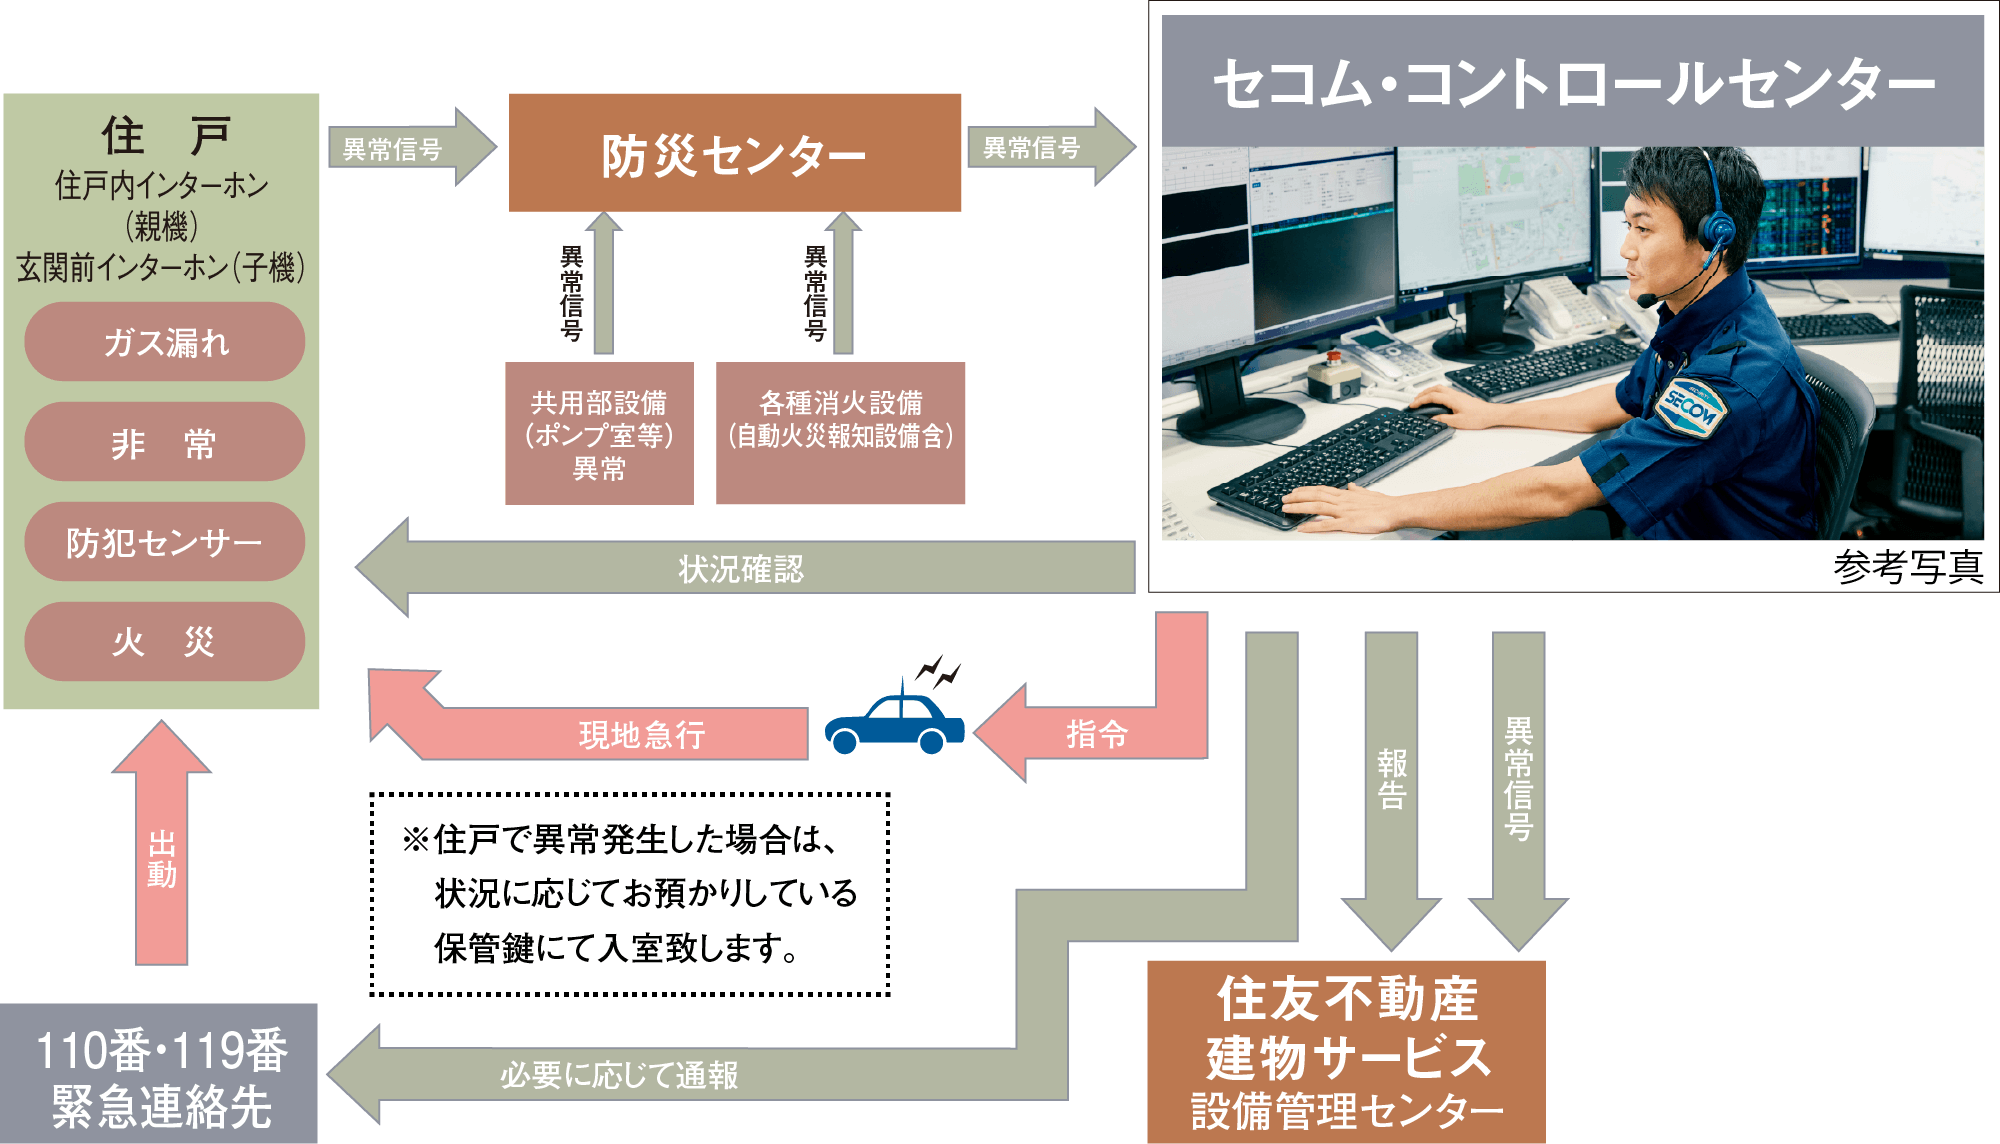 住　戸
住戸内インターホン
（親機）
玄関前インターホン（子機）
ガス漏れ
非　常
防犯センサー
火　災
異常信号
防災センター
異常信号
異常信号
異常信号
共用部設備
（ポンプ室等）
異常
各種消火設備
（自動火災報知設備含）
セコム・コントロールセンター
SECOM
参考写真
状況確認
現地急行
指令
出動
※住戸で異常発生した場合は、
状況に応じてお預かりしている
保管鍵にて入室致します。
報告
異常信号
必要に応じて通報
110番・119番
緊急連絡先
住友不動産
建物サービス
設備管理センター